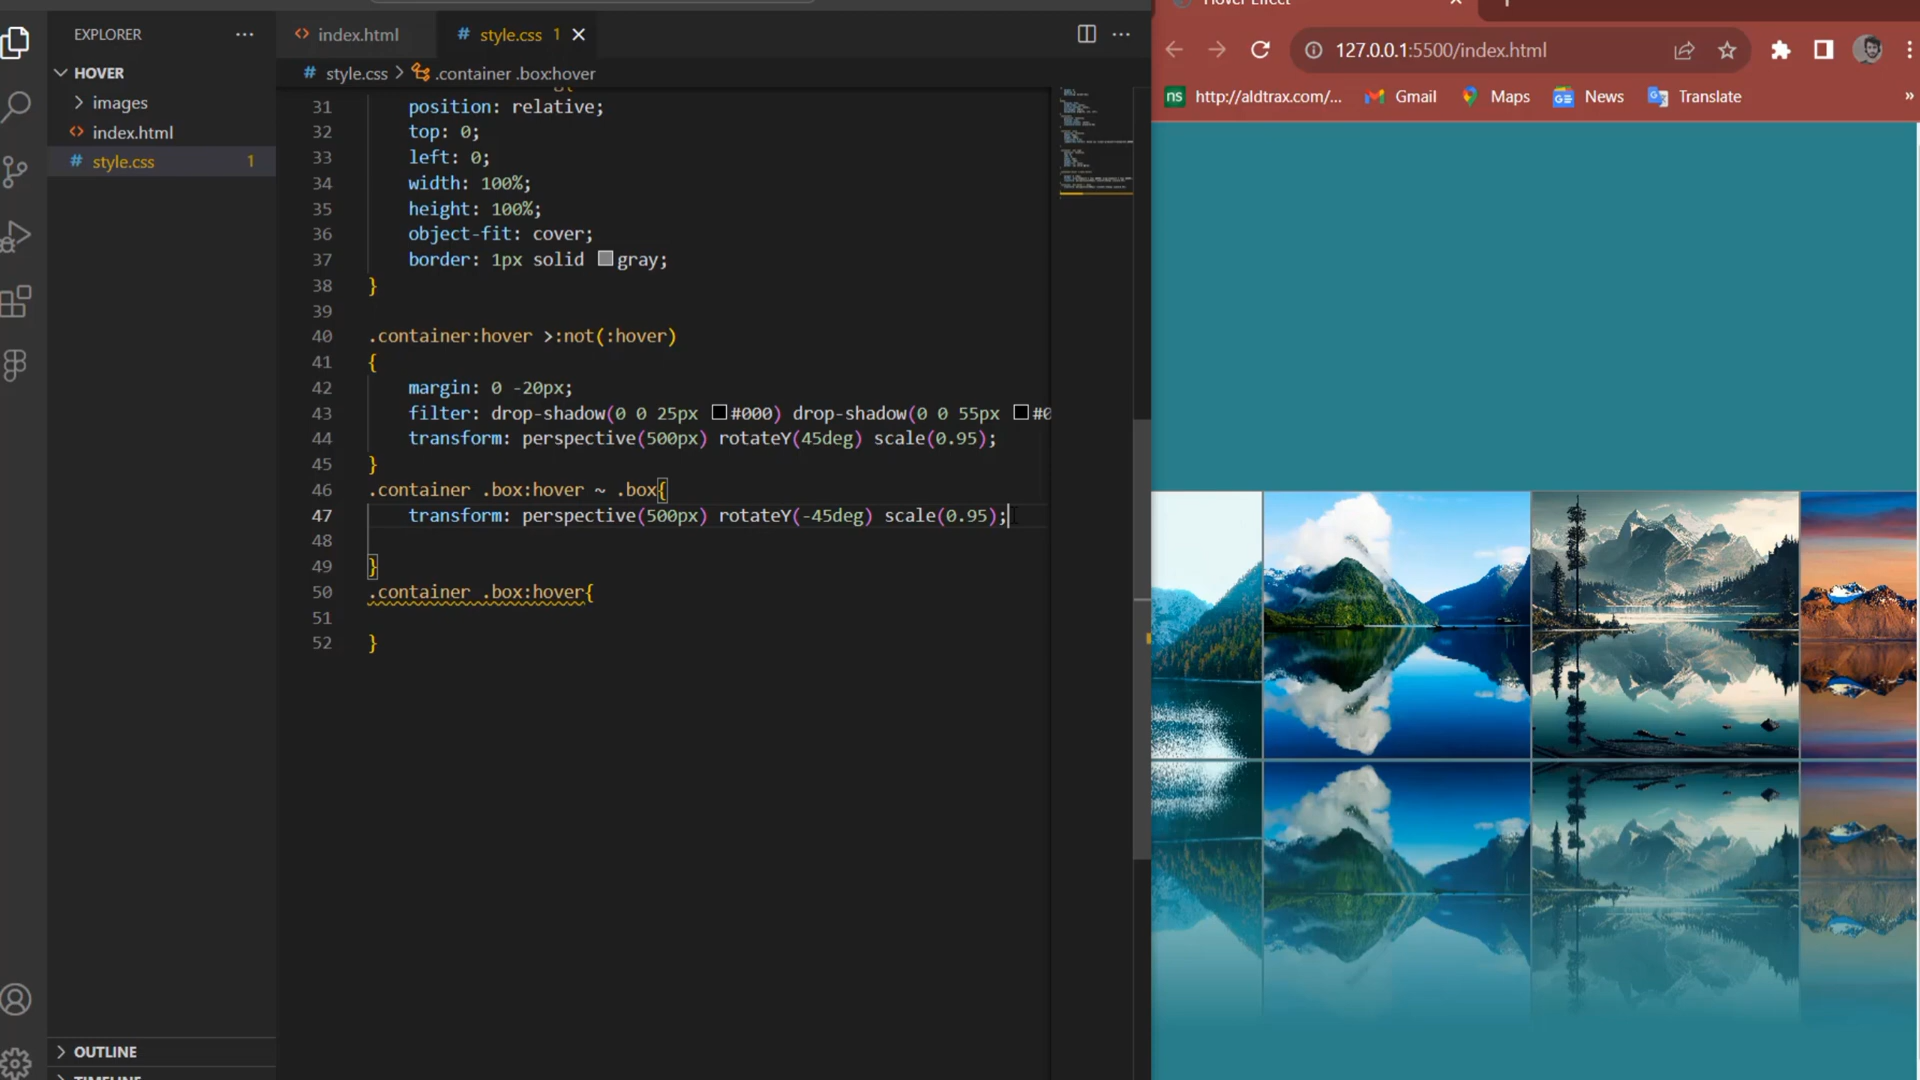 EXPLORER
HOVER
images
index.html
style.css 1
OUTLINE
index.html
style.css 1
style.css > .container .box:hover
31 position: relative;
32 top: 0;
33 left: 0;
34 width: 100%;
35 height: 100%;
36 object-fit: cover;
37 border: 1px solid gray;
38 }
39
40 .container:hover >:not(:hover)
41 {
42 margin: 0 -20px;
43 filter: drop-shadow(0 0 25px #000) drop-shadow(0 0 55px #0
44 transform: perspective(500px) rotateY(45deg) scale(0.95);
45 }
46 .container .box:hover ~ .box{
47 transform: perspective(500px) rotateY(-45deg) scale(0.95);
48
49 }
50 .container .box:hover{
51
52 }
Hover Effect
127.0.0.1:5500/index.html
ns http://aldtrax.com/... Gmail Maps News Translate »